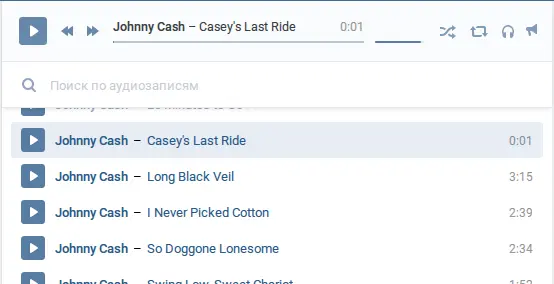 Johnny Cash – Casey's Last Ride 0:01
Поиск по аудиозаписям
Johnny Cash –
Johnny Cash – Casey's Last Ride 0:01
Johnny Cash – Long Black Veil 3:15
Johnny Cash – I Never Picked Cotton 2:39
Johnny Cash – So Doggone Lonesome 2:34
Johnny Cash – Swing Low, Sweet Chariot 1:52